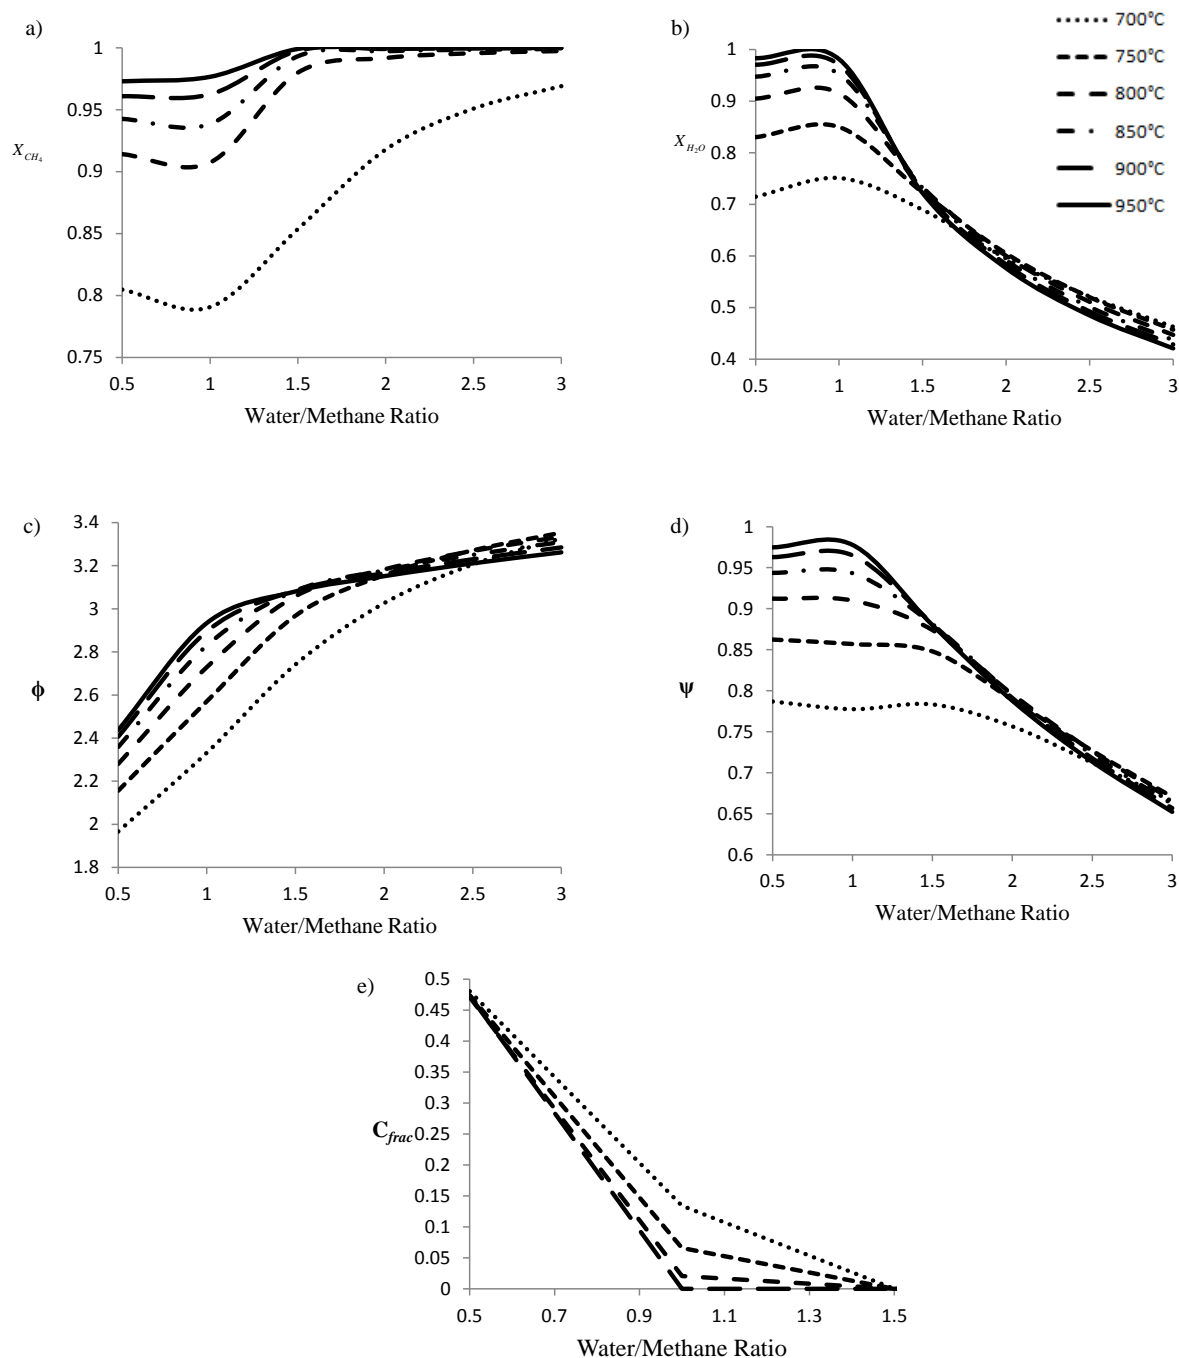 a)
1
0.95
0.9
0.85
0.8
0.75
X_{CH_4}
0.5 1 1.5 2 2.5 3
Water/Methane Ratio
b)
1
0.9
0.8
0.7
0.6
0.5
0.4
X_{H_2O}
0.5 1 1.5 2 2.5 3
Water/Methane Ratio
700°C
750°C
800°C
850°C
900°C
950°C
c)
3.4
3.2
3
2.8
2.6
2.4
2.2
2
1.8
ϕ
0.5 1 1.5 2 2.5 3
Water/Methane Ratio
d)
1
0.95
0.9
0.85
0.8
0.75
0.7
0.65
0.6
ψ
0.5 1 1.5 2 2.5 3
Water/Methane Ratio
e)
0.5
0.45
0.4
0.35
0.3
0.25
0.2
0.15
0.1
0.05
0
C_{frac}
0.5 0.7 0.9 1.1 1.3 1.5
Water/Methane Ratio